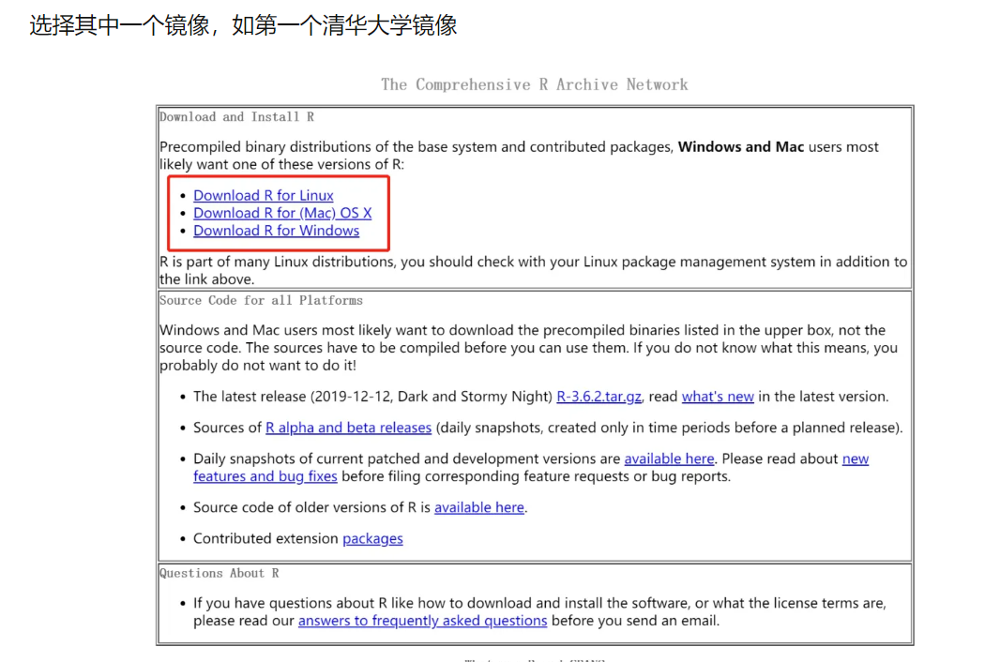 选择其中一个镜像，如第一个清华大学镜像
The Comprehensive R Archive Network
Download and Install R
Precompiled binary distributions of the base system and contributed packages, Windows and Mac users most
likely want one of these versions of R:
• Download R for Linux
• Download R for (Mac) OS X
• Download R for Windows
R is part of many Linux distributions, you should check with your Linux package management system in addition to
the link above.
Source Code for all Platforms
Windows and Mac users most likely want to download the precompiled binaries listed in the upper box, not the
source code. The sources have to be compiled before you can use them. If you do not know what this means, you
probably do not want to do it!
• The latest release (2019-12-12, Dark and Stormy Night) R-3.6.2.tar.gz, read what's new in the latest version.
• Sources of R alpha and beta releases (daily snapshots, created only in time periods before a planned release).
• Daily snapshots of current patched and development versions are available here. Please read about new
features and bug fixes before filing corresponding feature requests or bug reports.
• Source code of older versions of R is available here.
• Contributed extension packages
Questions About R
• If you have questions about R like how to download and install the software, or what the license terms are,
please read our answers to frequently asked questions before you send an email.